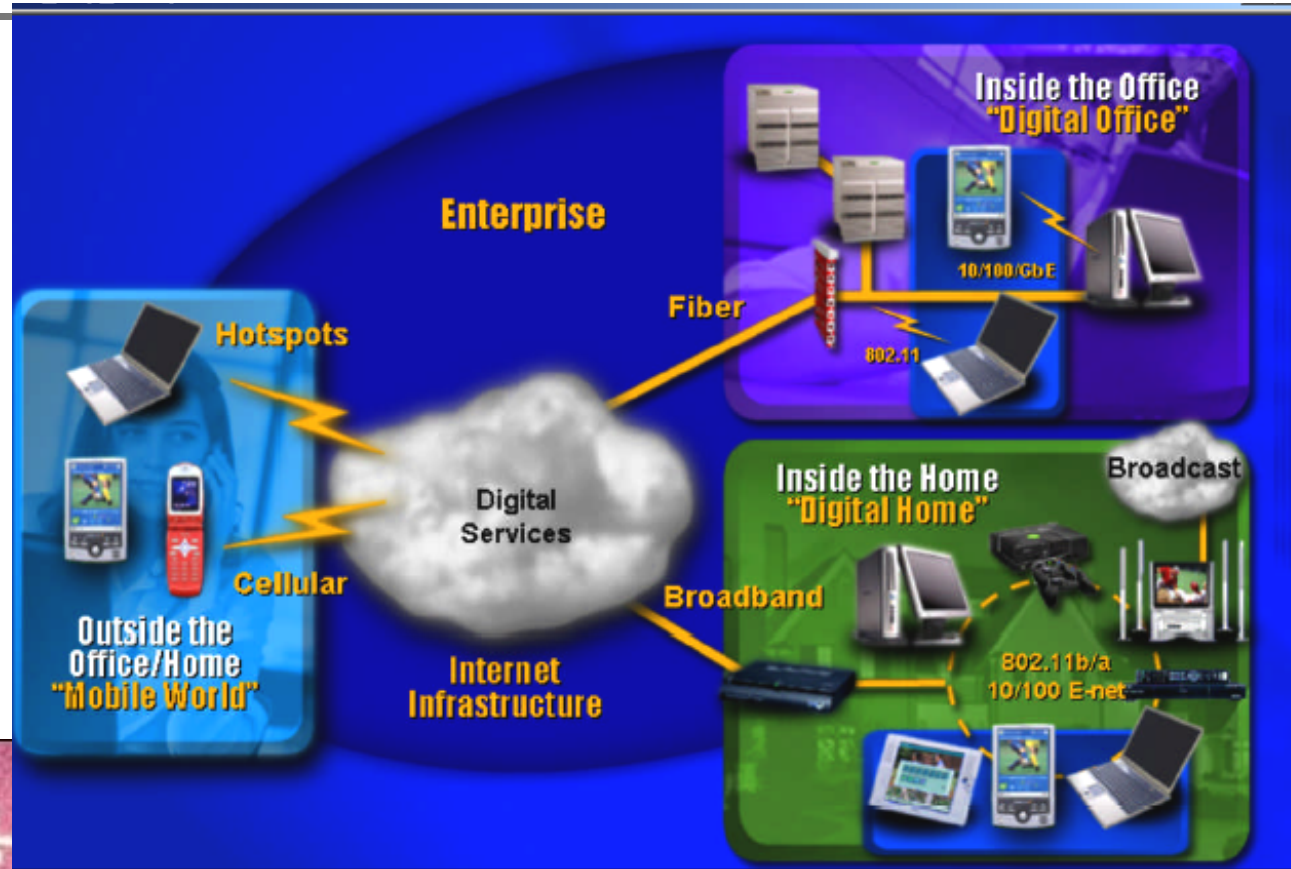 Inside the Office
"Digital Office"
Enterprise
10/100/GbE
Fiber
Hotspots
802.11
Broadcast
Inside the Home
"Digital Home"
Digital
Services
Cellular
Broadband
Outside the
Office/Home
"Mobile World"
Internet
Infrastructure
802.11b/a
10/100 E-net